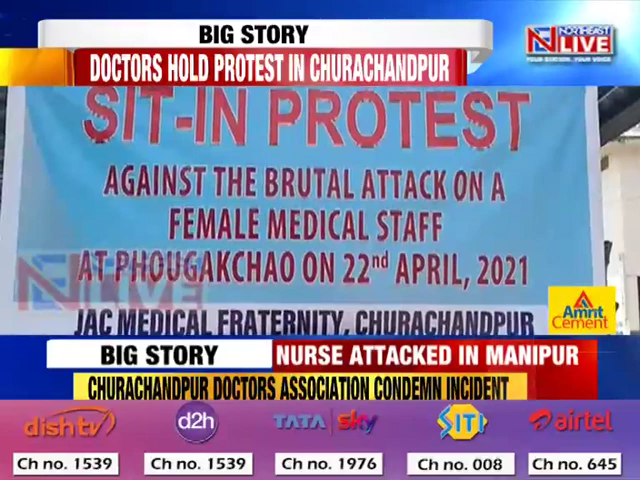 BIG STORY
NORTHEAST
LIVE
YOUR REGION. YOUR VOICE
DOCTORS HOLD PROTEST IN CHURACHANDPUR
SIT-IN PROTEST
AGAINST THE BRUTAL ATTACK ON A
FEMALE MEDICAL STAFF
AT PHOUGAKCHAO ON 22nd APRIL, 2021
LIVE
JAC MEDICAL FRATERNITY, CHURACHANDPUR
Amrit
Cement
BIG STORY NURSE ATTACKED IN MANIPUR
CHURACHANDPUR DOCTORS ASSOCIATION CONDEMN INCIDENT
dishtv d2h TATA sky SITI airtel
Ch no. 1539 Ch no. 1539 Ch no. 1976 Ch no. 008 Ch no. 645